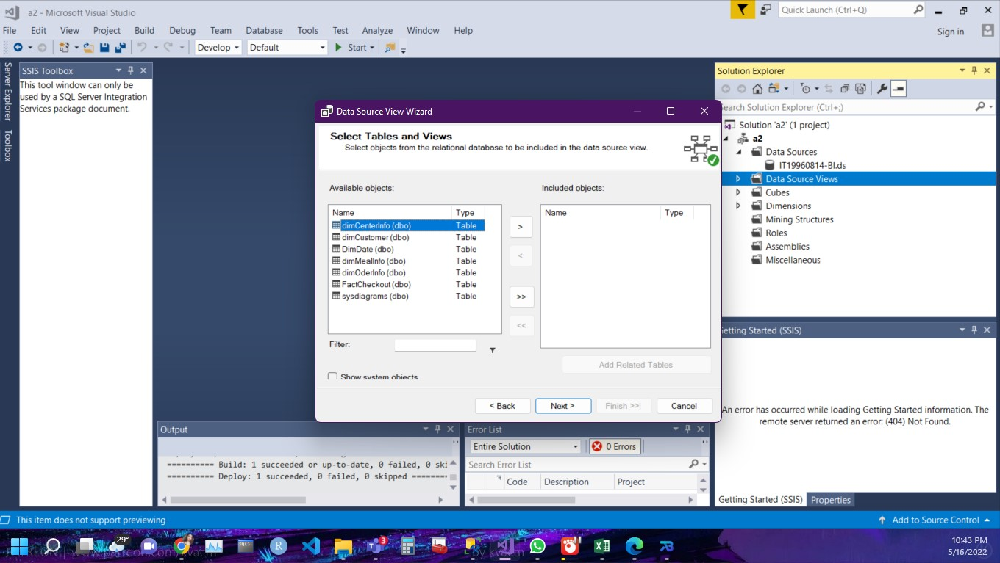 a2 - Microsoft Visual Studio
Quick Launch (Ctrl+Q)
File Edit View Project Build Debug Team Database Tools Test Analyze Window Help
Sign in
Develop Default Start
Server Explorer
Toolbox
SSIS Toolbox
This tool window can only be
used by a SQL Server Integration
Services package document.
Data Source View Wizard
Select Tables and Views
Select objects from the relational database to be included in the data source view.
Available objects:
Name Type
dimCenterInfo (dbo) Table
dimCustomer (dbo) Table
DimDate (dbo) Table
dimMealInfo (dbo) Table
dimOderInfo (dbo) Table
FactCheckout (dbo) Table
sysdiagrams (dbo) Table
>
<
>>
<<
Included objects:
Name Type
Filter:
Add Related Tables
Show system objects
< Back Next > Finish >>| Cancel
Solution Explorer
Search Solution Explorer (Ctrl+;)
Solution 'a2' (1 project)
a2
Data Sources
IT19960814-BI.ds
Data Source Views
Cubes
Dimensions
Mining Structures
Roles
Assemblies
Miscellaneous
Getting Started (SSIS)
An error has occurred while loading Getting Started information. The
remote server returned an error: (404) Not Found.
Getting Started (SSIS) Properties
Output
========== Build: 1 succeeded or up-to-date, 0 failed, 0 ski
========== Deploy: 1 succeeded, 0 failed, 0 skipped ========
Error List
Entire Solution 0 Errors
Search Error List
Code Description Project
This item does not support previewing
Add to Source Control
29°
3
www.patreon.com/kvacm
By kvacm
10:43 PM
5/16/2022